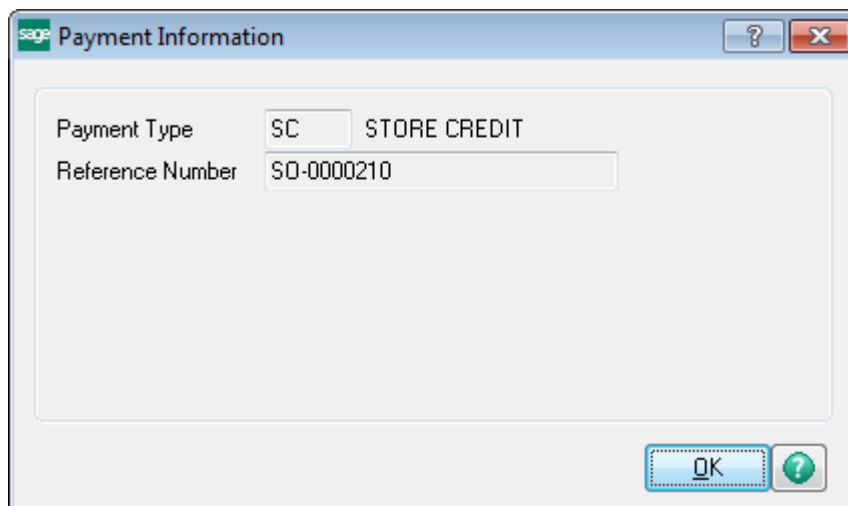 sage Payment Information
Payment Type SC STORE CREDIT
Reference Number SO-0000210
OK